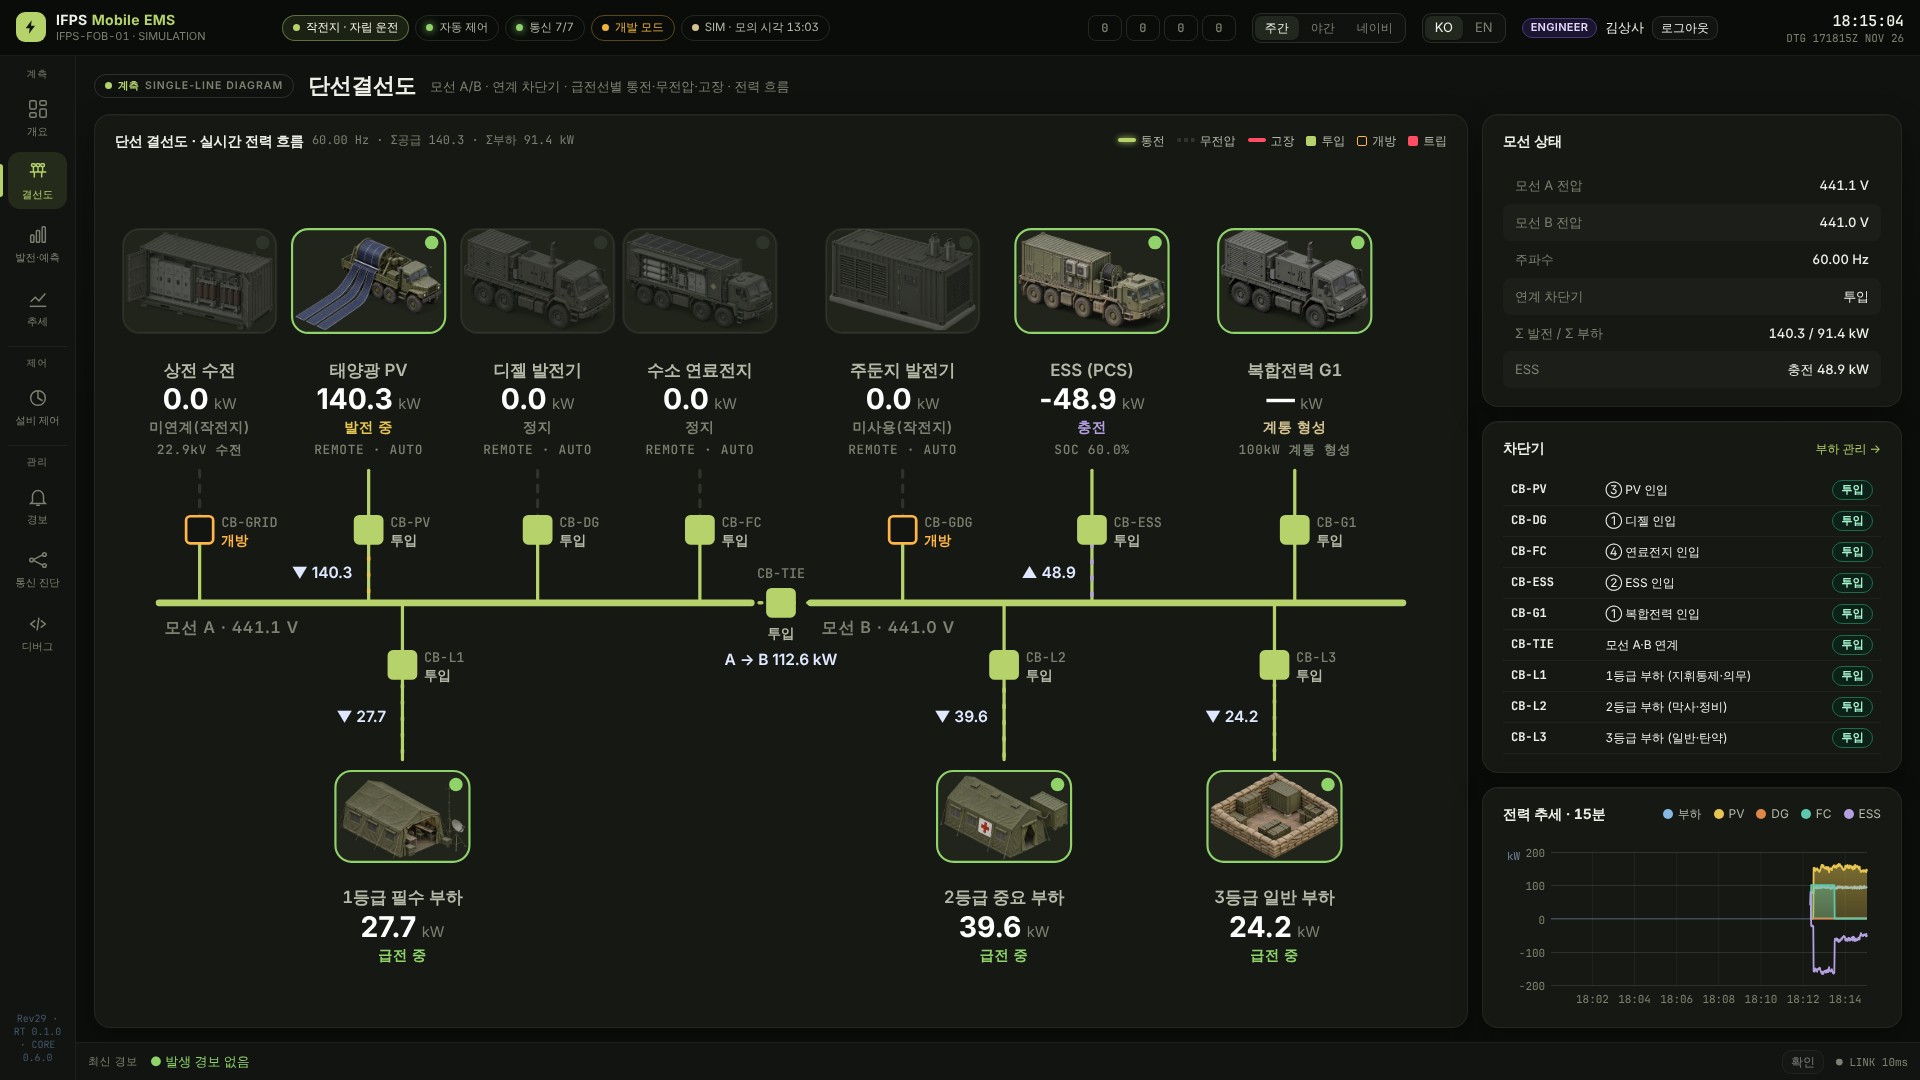 IFPS Mobile EMS
IFPS-FOB-01 · SIMULATION
작전지 · 자립 운전
자동 제어
통신 7/7
개발 모드
SIM · 모의 시각 13:03
0 0 0 0
주간 야간 네이비
KO EN
ENGINEER 김상사 로그아웃
18:15:04
DTG 171815Z NOV 26
계측
개요
결선도
발전·예측
추세
제어
설비 제어
관리
경보
통신 진단
디버그
Rev29 ·
RT 0.1.0
· CORE
0.6.0
계측 SINGLE-LINE DIAGRAM
단선결선도
모선 A/B · 연계 차단기 · 급전선별 통전·무전압·고장 · 전력 흐름
단선 결선도 · 실시간 전력 흐름 60.00 Hz · Σ공급 140.3 · Σ부하 91.4 kW
통전 무전압 고장 투입 개방 트립
상전 수전
0.0 kW
미연계(작전지)
22.9kV 수전
태양광 PV
140.3 kW
발전 중
REMOTE · AUTO
디젤 발전기
0.0 kW
정지
REMOTE · AUTO
수소 연료전지
0.0 kW
정지
REMOTE · AUTO
주둔지 발전기
0.0 kW
미사용(작전지)
REMOTE · AUTO
ESS (PCS)
-48.9 kW
충전
SOC 60.0%
복합전력 G1
— kW
계통 형성
100kW 계통 형성
CB-GRID
개방
CB-PV
투입
CB-DG
투입
CB-FC
투입
CB-GDG
개방
CB-ESS
투입
CB-G1
투입
▼ 140.3
▲ 48.9
CB-TIE
투입
A → B 112.6 kW
모선 A · 441.1 V
모선 B · 441.0 V
CB-L1
투입
CB-L2
투입
CB-L3
투입
▼ 27.7
▼ 39.6
▼ 24.2
1등급 필수 부하
27.7 kW
급전 중
2등급 중요 부하
39.6 kW
급전 중
3등급 일반 부하
24.2 kW
급전 중
모선 상태
모선 A 전압 441.1 V
모선 B 전압 441.0 V
주파수 60.00 Hz
연계 차단기 투입
Σ 발전 / Σ 부하 140.3 / 91.4 kW
ESS 충전 48.9 kW
차단기 부하 관리 →
CB-PV ③ PV 인입 투입
CB-DG ① 디젤 인입 투입
CB-FC ④ 연료전지 인입 투입
CB-ESS ② ESS 인입 투입
CB-G1 ① 복합전력 인입 투입
CB-TIE 모선 A·B 연계 투입
CB-L1 1등급 부하 (지휘통제·의무) 투입
CB-L2 2등급 부하 (막사·정비) 투입
CB-L3 3등급 부하 (일반·탄약) 투입
전력 추세 · 15분
부하 PV DG FC ESS
kW 200
100
0
-100
-200
18:02 18:04 18:06 18:08 18:10 18:12 18:14
최신 경보 발생 경보 없음
확인 LINK 10ms